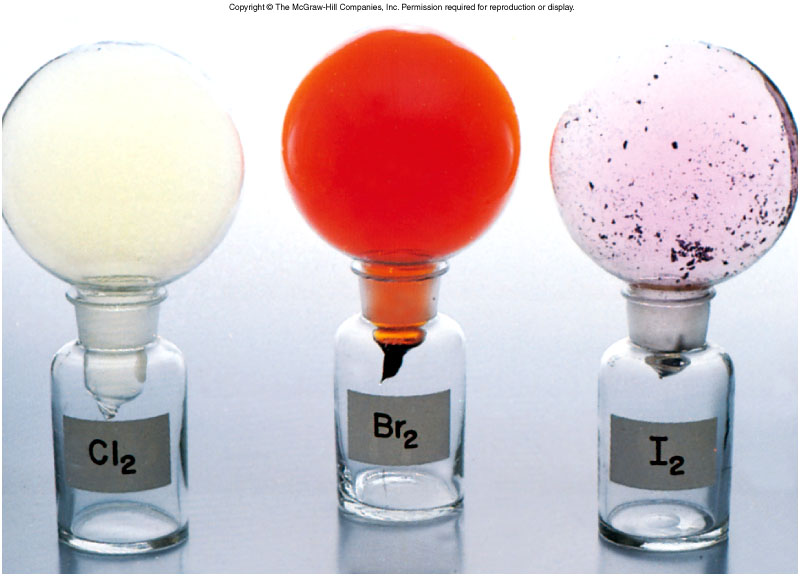 Copyright © The McGraw-Hill Companies, Inc. Permission required for reproduction or display.
Cl2
Br2
I2